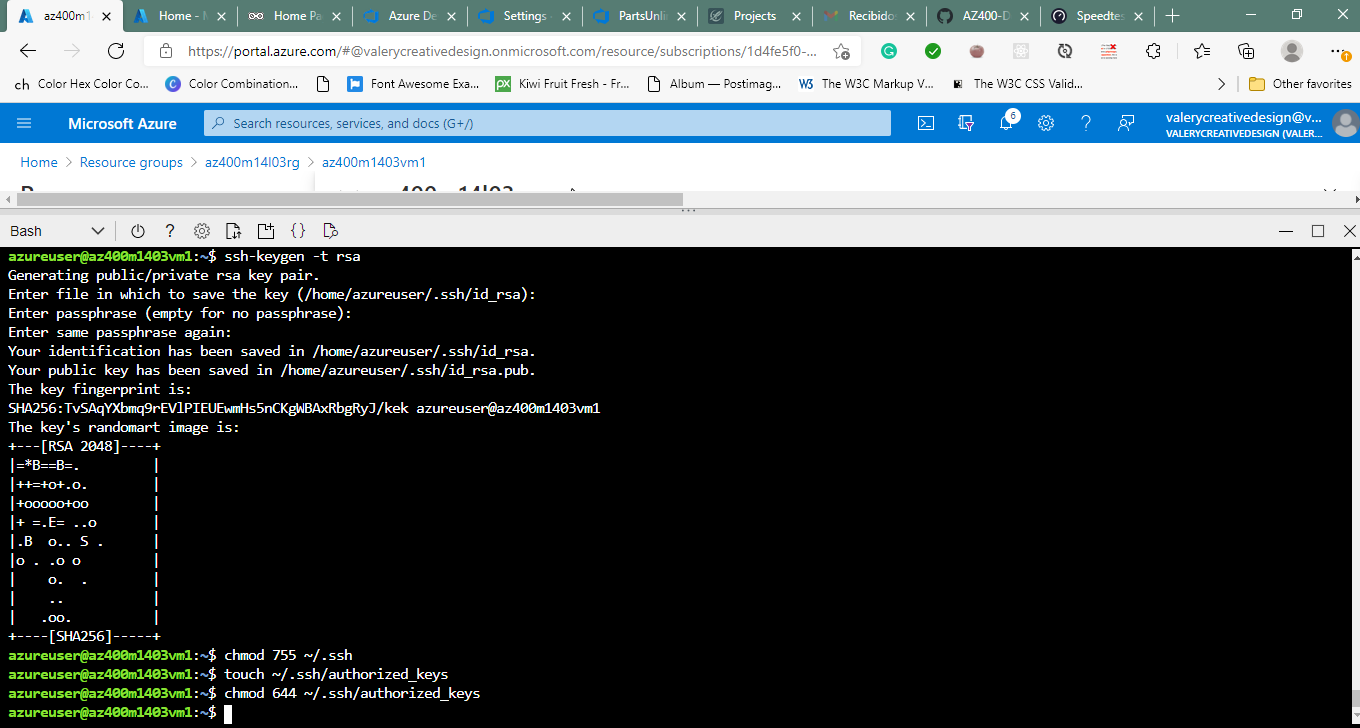 az400m1
Home - M
Home Pa
Azure De
Settings -
PartsUnli
Projects
Recibidos
AZ400-D
Speedtes
https://portal.azure.com/#@valerycreativedesign.onmicrosoft.com/resource/subscriptions/1d4fe5f0-...
ch Color Hex Color Co...
C Color Combination...
Font Awesome Exa...
px Kiwi Fruit Fresh - Fr...
Album — Postimag...
W3 The W3C Markup V...
The W3C CSS Valid...
Other favorites
Microsoft Azure
Search resources, services, and docs (G+/)
6
valerycreativedesign@v...
VALERYCREATIVEDESIGN (VALER...
Home > Resource groups > az400m14l03rg > az400m1403vm1
Bash
azureuser@az400m1403vm1:~$ ssh-keygen -t rsa
Generating public/private rsa key pair.
Enter file in which to save the key (/home/azureuser/.ssh/id_rsa):
Enter passphrase (empty for no passphrase):
Enter same passphrase again:
Your identification has been saved in /home/azureuser/.ssh/id_rsa.
Your public key has been saved in /home/azureuser/.ssh/id_rsa.pub.
The key fingerprint is:
SHA256:TvSAqYXbmq9rEVlPIEUEwmHs5nCKgWBAxRbgRyJ/kek azureuser@az400m1403vm1
The key's randomart image is:
+---[RSA 2048]----+
|=*B==B=.         |
|++=+o+.o.        |
|+ooooo+oo        |
|+ =.E= ..o       |
|.B  o.. S .      |
|o . .o o         |
|    o.  .        |
|    ..           |
|   .oo.          |
+----[SHA256]-----+
azureuser@az400m1403vm1:~$ chmod 755 ~/.ssh
azureuser@az400m1403vm1:~$ touch ~/.ssh/authorized_keys
azureuser@az400m1403vm1:~$ chmod 644 ~/.ssh/authorized_keys
azureuser@az400m1403vm1:~$